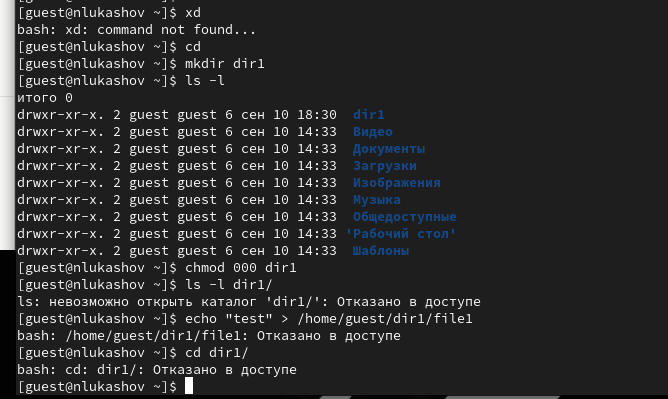 [guest@nlukashov ~]$ xd
bash: xd: command not found...
[guest@nlukashov ~]$ cd
[guest@nlukashov ~]$ mkdir dir1
[guest@nlukashov ~]$ ls -l
итого 0
drwxr-xr-x. 2 guest guest 6 сен 10 18:30  dir1
drwxr-xr-x. 2 guest guest 6 сен 10 14:33  Видео
drwxr-xr-x. 2 guest guest 6 сен 10 14:33  Документы
drwxr-xr-x. 2 guest guest 6 сен 10 14:33  Загрузки
drwxr-xr-x. 2 guest guest 6 сен 10 14:33  Изображения
drwxr-xr-x. 2 guest guest 6 сен 10 14:33  Музыка
drwxr-xr-x. 2 guest guest 6 сен 10 14:33  Общедоступные
drwxr-xr-x. 2 guest guest 6 сен 10 14:33 'Рабочий стол'
drwxr-xr-x. 2 guest guest 6 сен 10 14:33  Шаблоны
[guest@nlukashov ~]$ chmod 000 dir1
[guest@nlukashov ~]$ ls -l dir1/
ls: невозможно открыть каталог 'dir1/': Отказано в доступе
[guest@nlukashov ~]$ echo "test" > /home/guest/dir1/file1
bash: /home/guest/dir1/file1: Отказано в доступе
[guest@nlukashov ~]$ cd dir1/
bash: cd: dir1/: Отказано в доступе
[guest@nlukashov ~]$